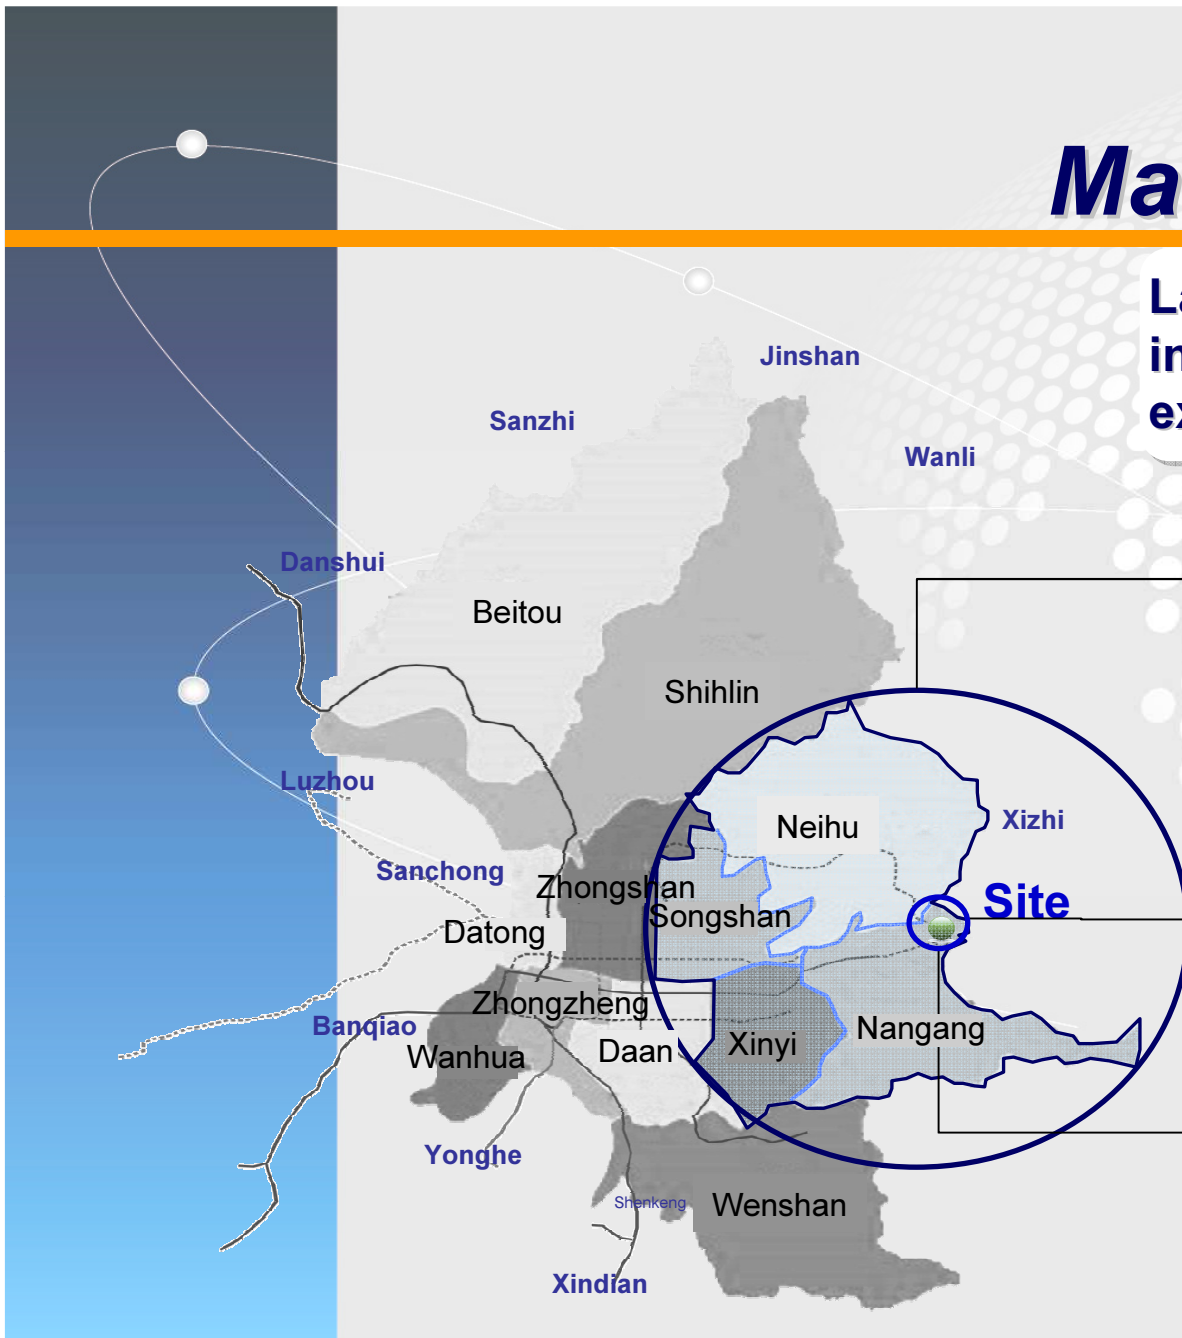 Ma
La
in
ex
Jinshan
Sanzhi
Wanli
Danshui
Beitou
Shihlin
Luzhou
Neihu
Xizhi
Sanchong
Zhongshan
Site
Songshan
Datong
Zhongzheng
Banqiao
Nangang
Wanhua
Daan
Xinyi
Yonghe
Shenkeng
Wenshan
Xindian